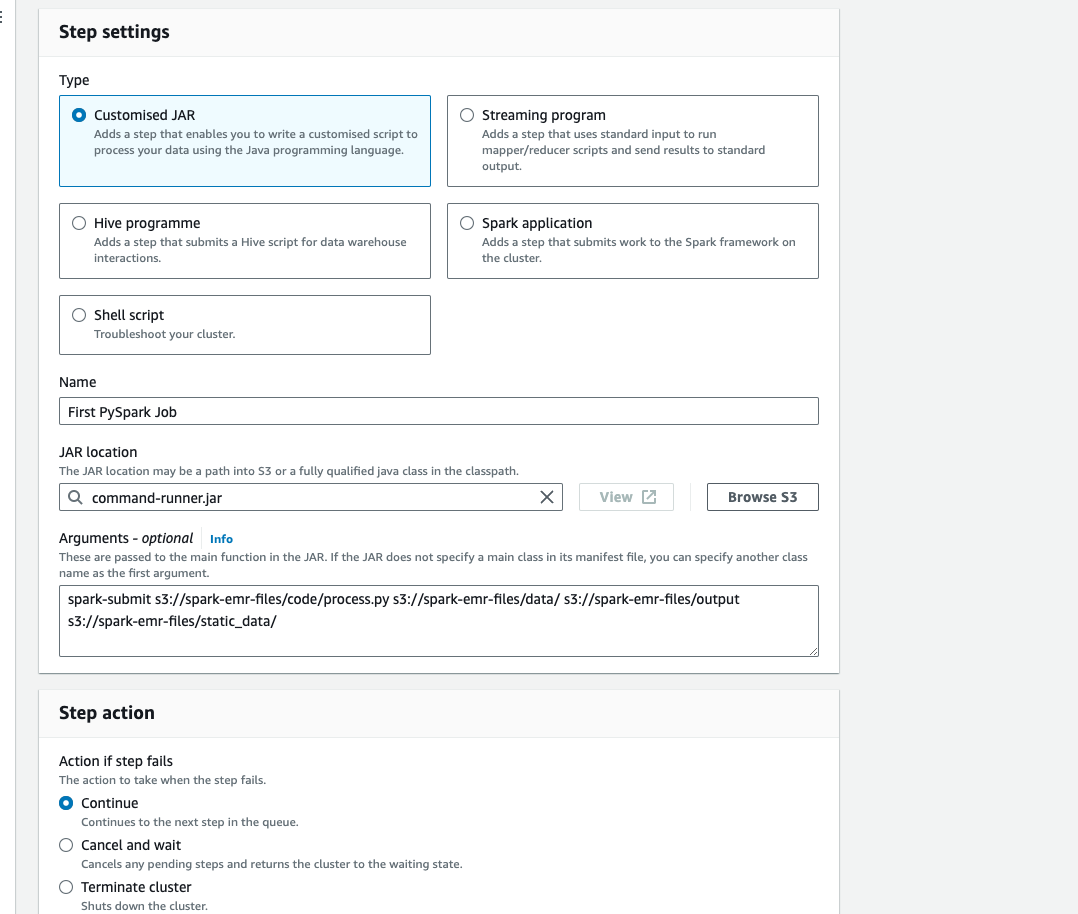 Step settings
Type
Customised JAR
Adds a step that enables you to write a customised script to
process your data using the Java programming language.
Streaming program
Adds a step that uses standard input to run
mapper/reducer scripts and send results to standard
output.
Hive programme
Adds a step that submits a Hive script for data warehouse
interactions.
Spark application
Adds a step that submits work to the Spark framework on
the cluster.
Shell script
Troubleshoot your cluster.
Name
First PySpark Job
JAR location
The JAR location may be a path into S3 or a fully qualified java class in the classpath.
command-runner.jar
View
Browse S3
Arguments - optional Info
These are passed to the main function in the JAR. If the JAR does not specify a main class in its manifest file, you can specify another class
name as the first argument.
spark-submit s3://spark-emr-files/code/process.py s3://spark-emr-files/data/ s3://spark-emr-files/output
s3://spark-emr-files/static_data/
Step action
Action if step fails
The action to take when the step fails.
Continue
Continues to the next step in the queue.
Cancel and wait
Cancels any pending steps and returns the cluster to the waiting state.
Terminate cluster
Shuts down the cluster.